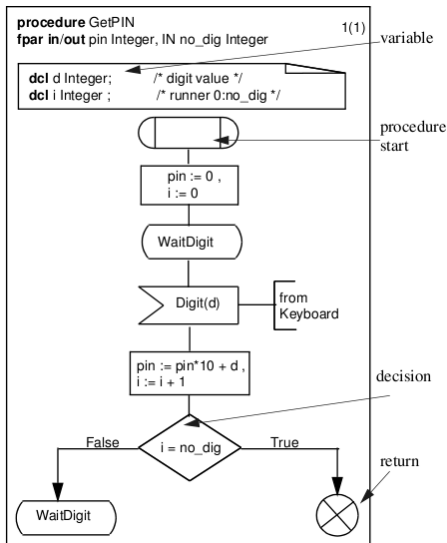 procedure GetPIN
1(1)
fpar in/out pin Integer, IN no_dig Integer
variable
dcl d Integer; /* digit value */
dcl i Integer ; /* runner 0:no_dig */
procedure
start
pin := 0 ,
i := 0
WaitDigit
Digit(d)
from
Keyboard
pin := pin*10 + d ,
i := i + 1
decision
False
i = no_dig
True
return
WaitDigit